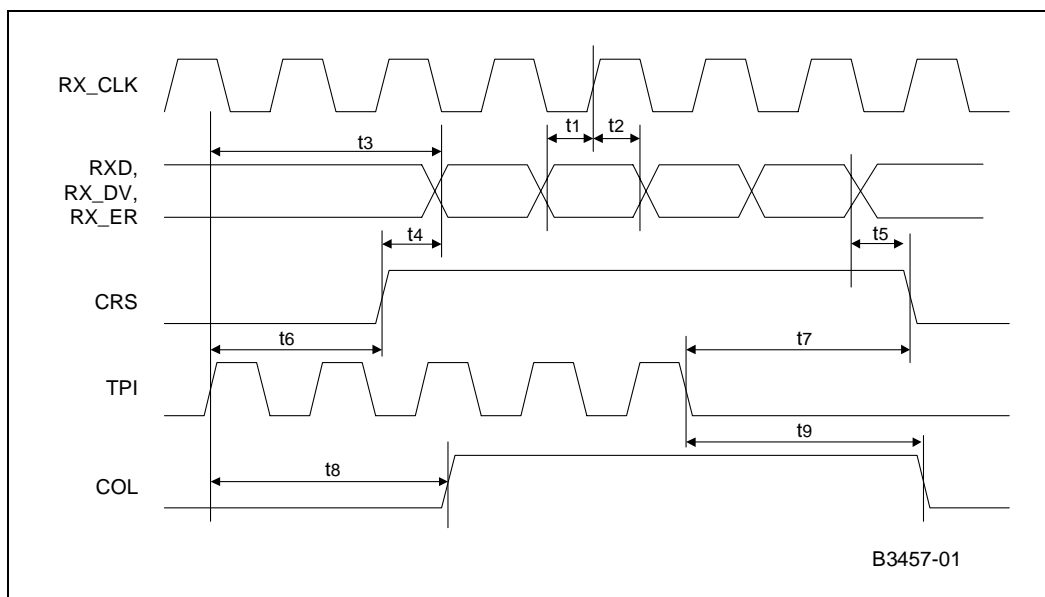 RX_CLK
t1
t2
t3
RXD,
RX_DV,
RX_ER
t4
t5
CRS
t6
t7
TPI
t9
t8
COL
B3457-01